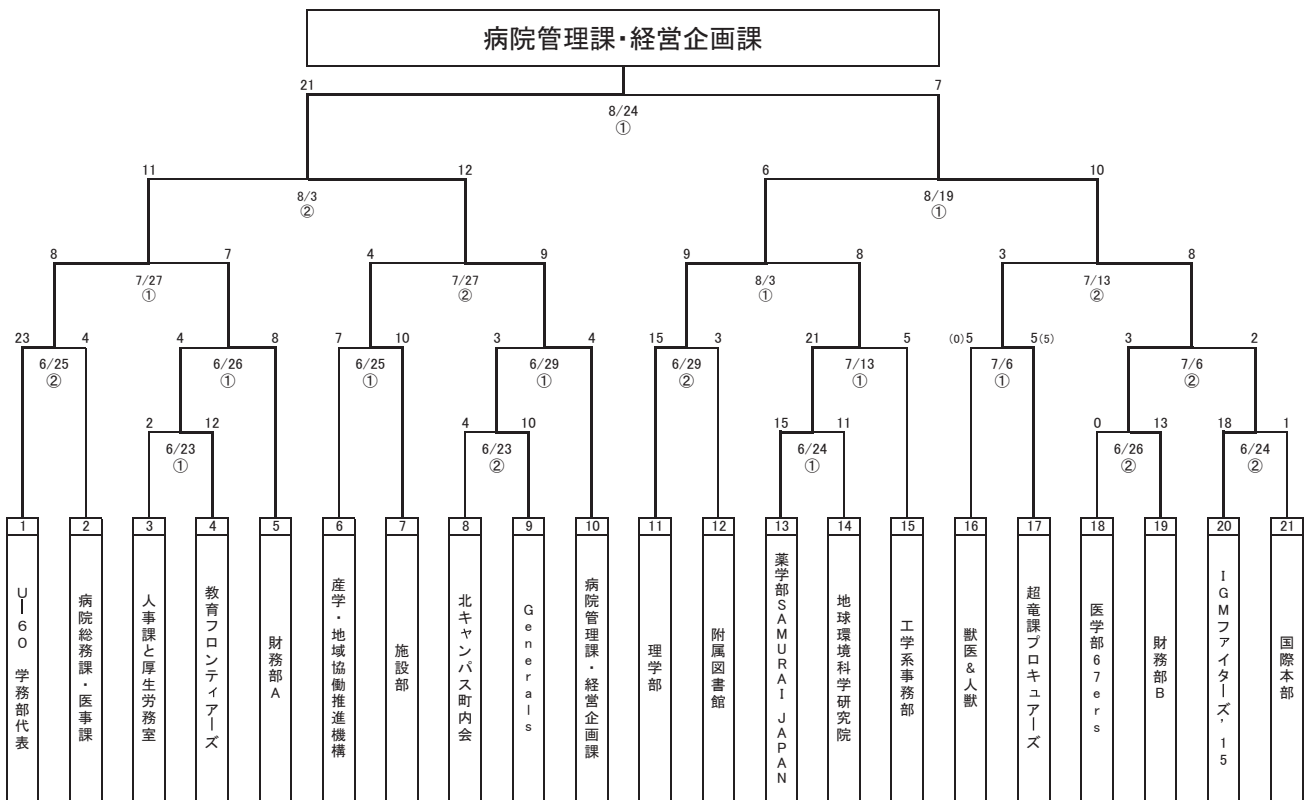 病院管理課・経営企画課
21 7
8/24
①
11 12 6 10
8/3 8/19
② ①
8 7 4 9 9 8 3 8
7/27 7/27 8/3 7/13
① ② ① ②
23 4 4 8 7 10 3 4 15 3 21 5 (0)5 5(5) 3 2
6/25 6/26 6/25 6/29 6/29 7/13 7/6 7/6
② ① ① ① ② ① ① ②
2 12 4 10 15 11 0 13 18 1
6/23 6/23 6/24 6/26 6/24
① ② ① ② ②
1 2 3 4 5 6 7 8 9 10 11 12 13 14 15 16 17 18 19 20 21
U―60 学務部代表
病院総務課・医事課
人事課と厚生労務室
教育フロンティアーズ
財務部A
産学・地域協働推進機構
施設部
北キャンパス町内会
Generals
病院管理課・経営企画課
理学部
附属図書館
薬学部SAMURAI JAPAN
地球環境科学研究院
工学系事務部
獣医&人獣
超竜課プロキュアーズ
医学部67ers
財務部B
IGMファイターズ’15
国際本部